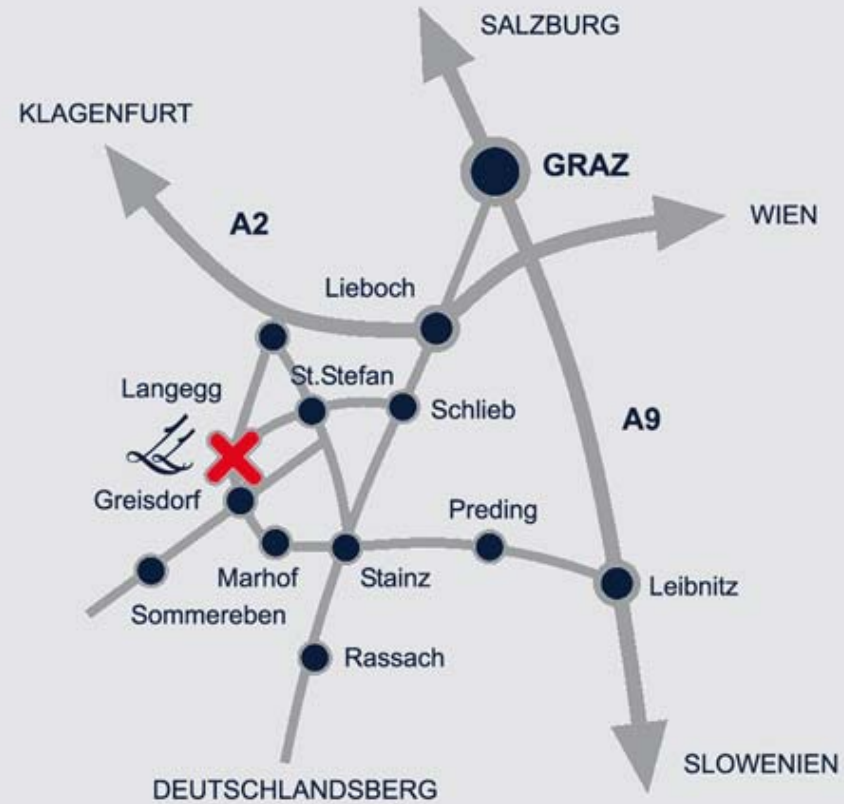 SALZBURG
KLAGENFURT
GRAZ
WIEN
A2
Lieboch
St.Stefan
Langegg
Schlieb
A9
Greisdorf
Preding
Marhof
Stainz
Leibnitz
Sommereben
Rassach
SLOWENIEN
DEUTSCHLANDSBERG